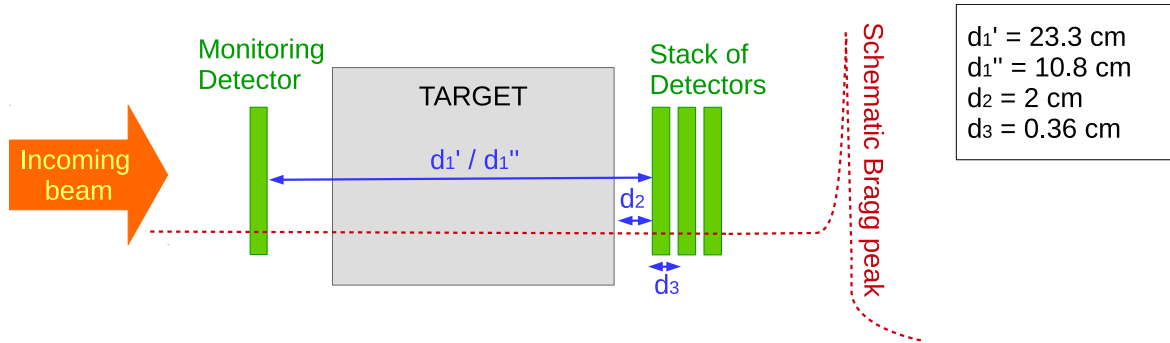 Monitoring
Detector
Incoming
beam
TARGET
d1' / d1''
d2
Stack of
Detectors
d3
Schematic Bragg peak
d1' = 23.3 cm
d1'' = 10.8 cm
d2 = 2 cm
d3 = 0.36 cm